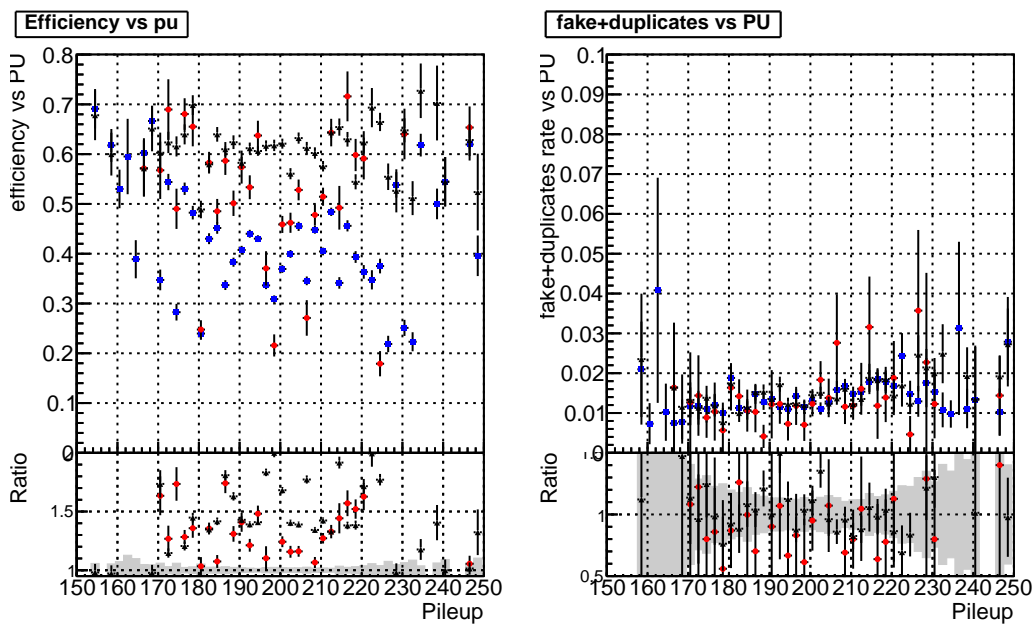 Efficiency vs pu
efficiency vs PU
0.8
0.7
0.6
0.5
0.4
0.3
0.2
0.1
0
Ratio
1.5
1
150 160 170 180 190 200 210 220 230 240 250
Pileup
fake+duplicates vs PU
fake+duplicates rate vs PU
0.1
0.09
0.08
0.07
0.06
0.05
0.04
0.03
0.02
0.01
0
Ratio
1.5
1
0.5
150 160 170 180 190 200 210 220 230 240 250
Pileup